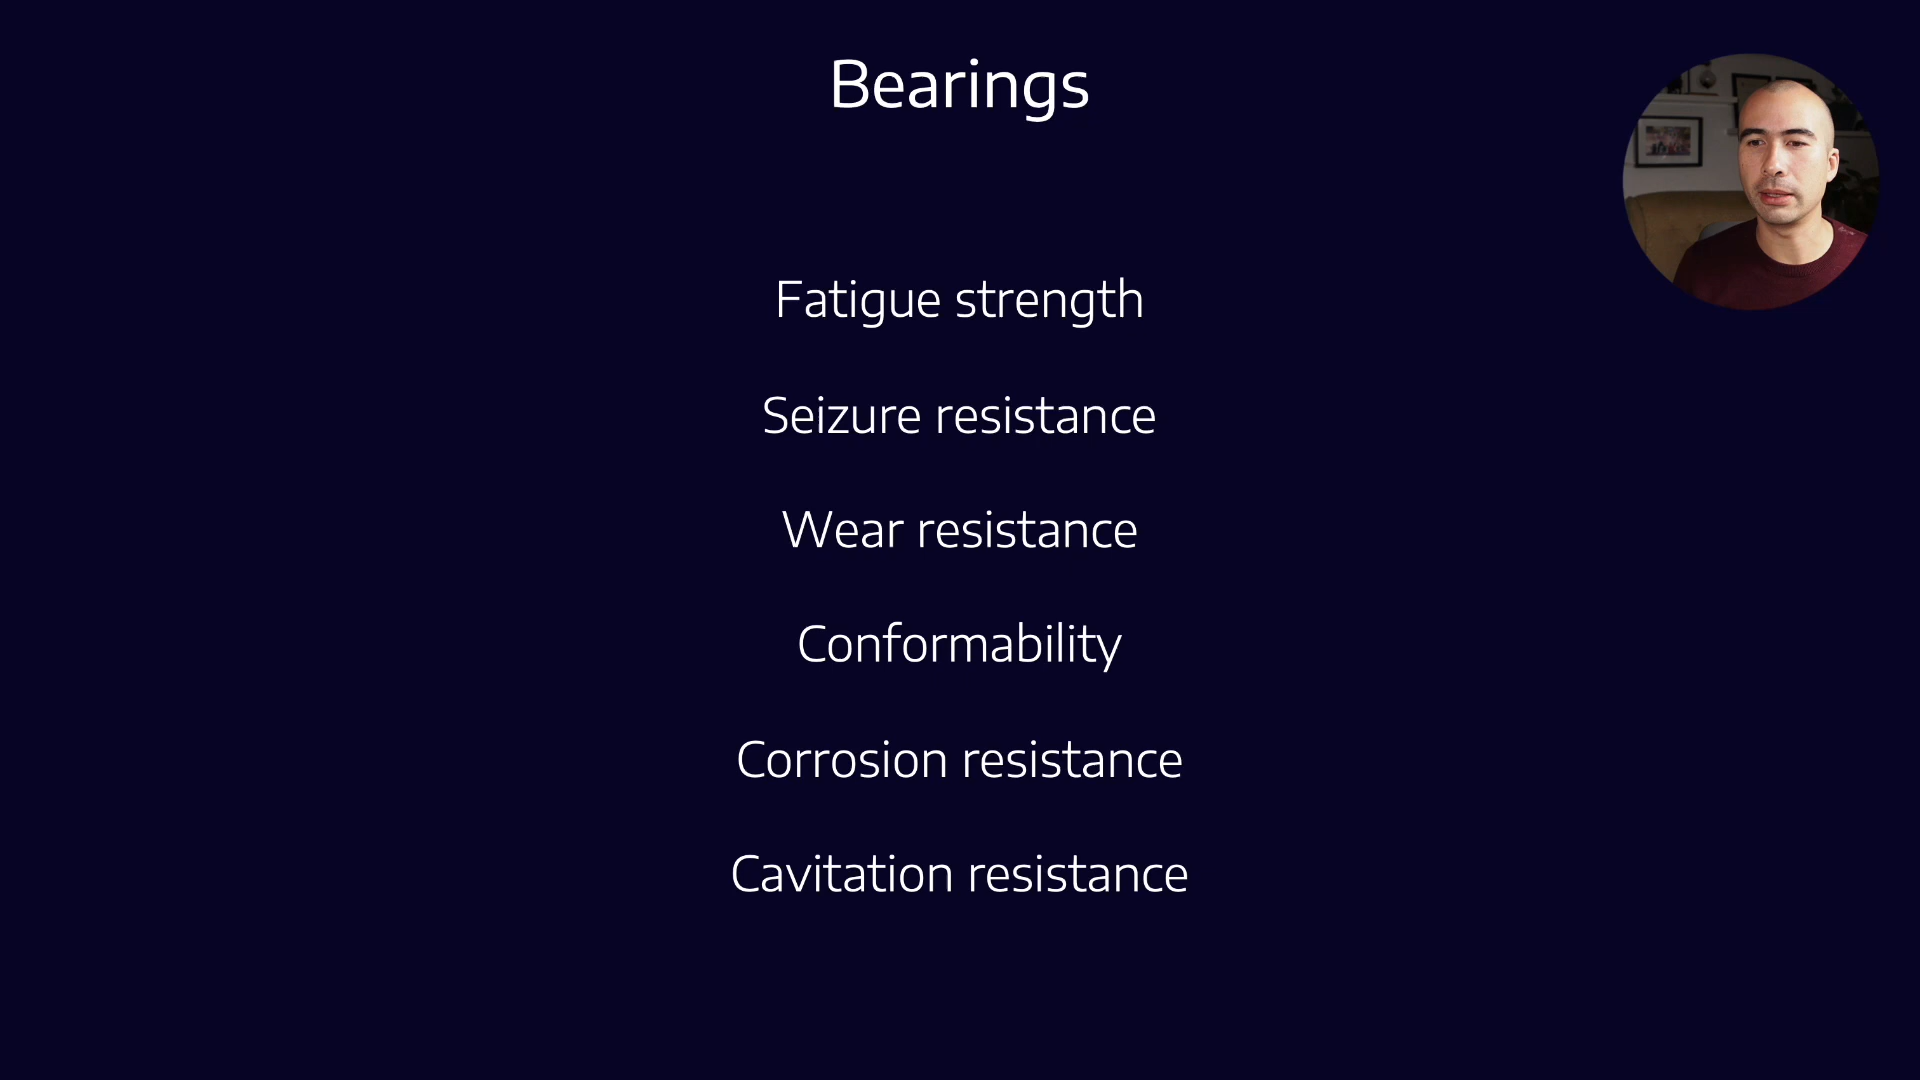 Bearings
Fatigue strength
Seizure resistance
Wear resistance
Conformability
Corrosion resistance
Cavitation resistance